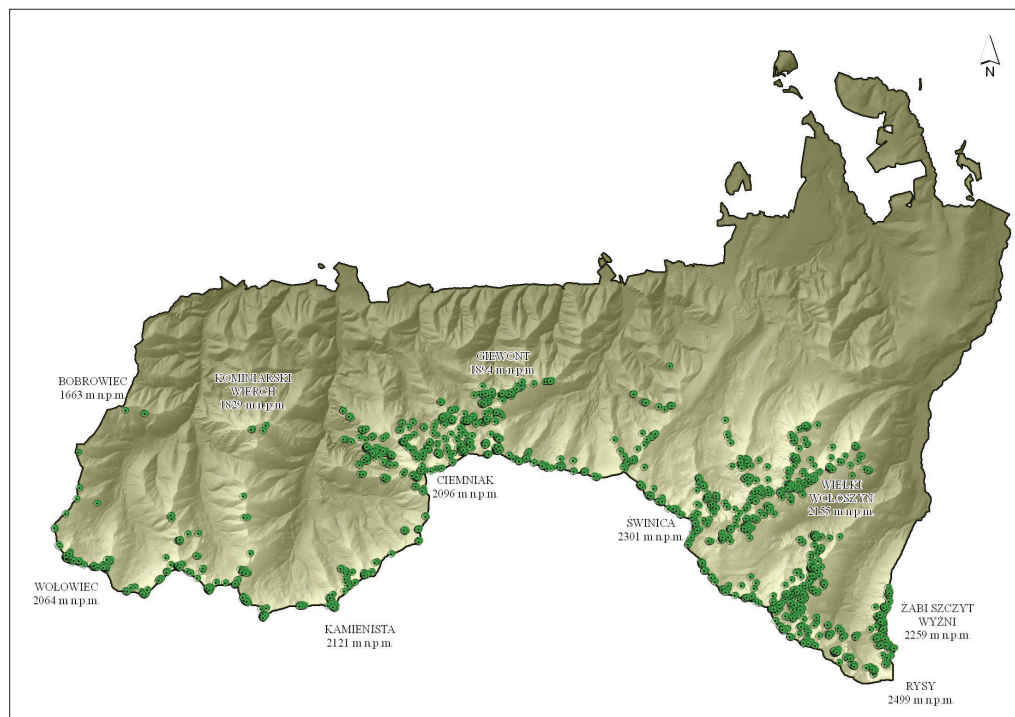 N
GIEWONT
1894 m n.p.m.
BOBROWIEC
1663 m n.p.m.
KOMINIARSKI
WIERCH
1829 m n.p.m.
CIEMNIAK
2096 m n.p.m.
WIELKI
WOŁOSZYN
2155 m n.p.m.
ŚWINICA
2301 m n.p.m.
WOŁOWIEC
2064 m n.p.m.
KAMIENISTA
2121 m n.p.m.
ŻABI SZCZYT
WYŻNI
2259 m n.p.m.
RYSY
2499 m n.p.m.